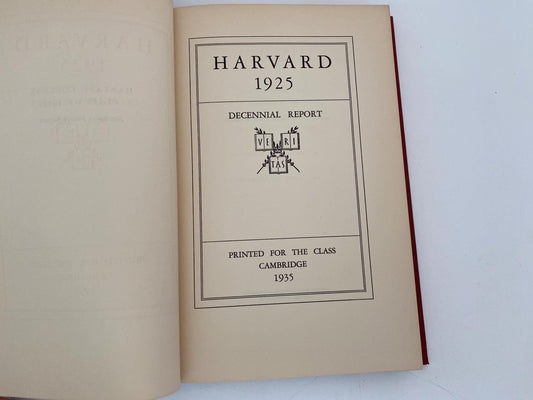 HARVARD
1925
DECENNIAL REPORT
VE RI
TAS
PRINTED FOR THE CLASS
CAMBRIDGE
1935